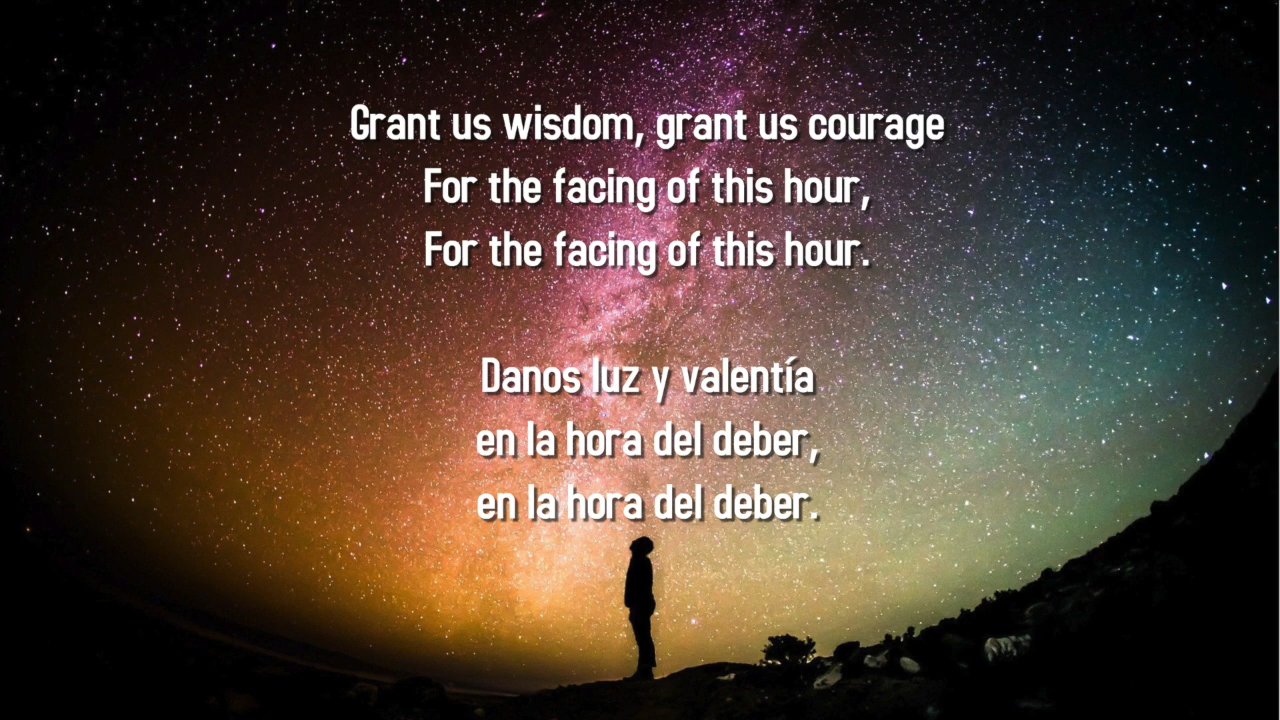 Grant us wisdom, grant us courage
For the facing of this hour,
For the facing of this hour.
Danos luz y valentía
en la hora del deber,
en la hora del deber.